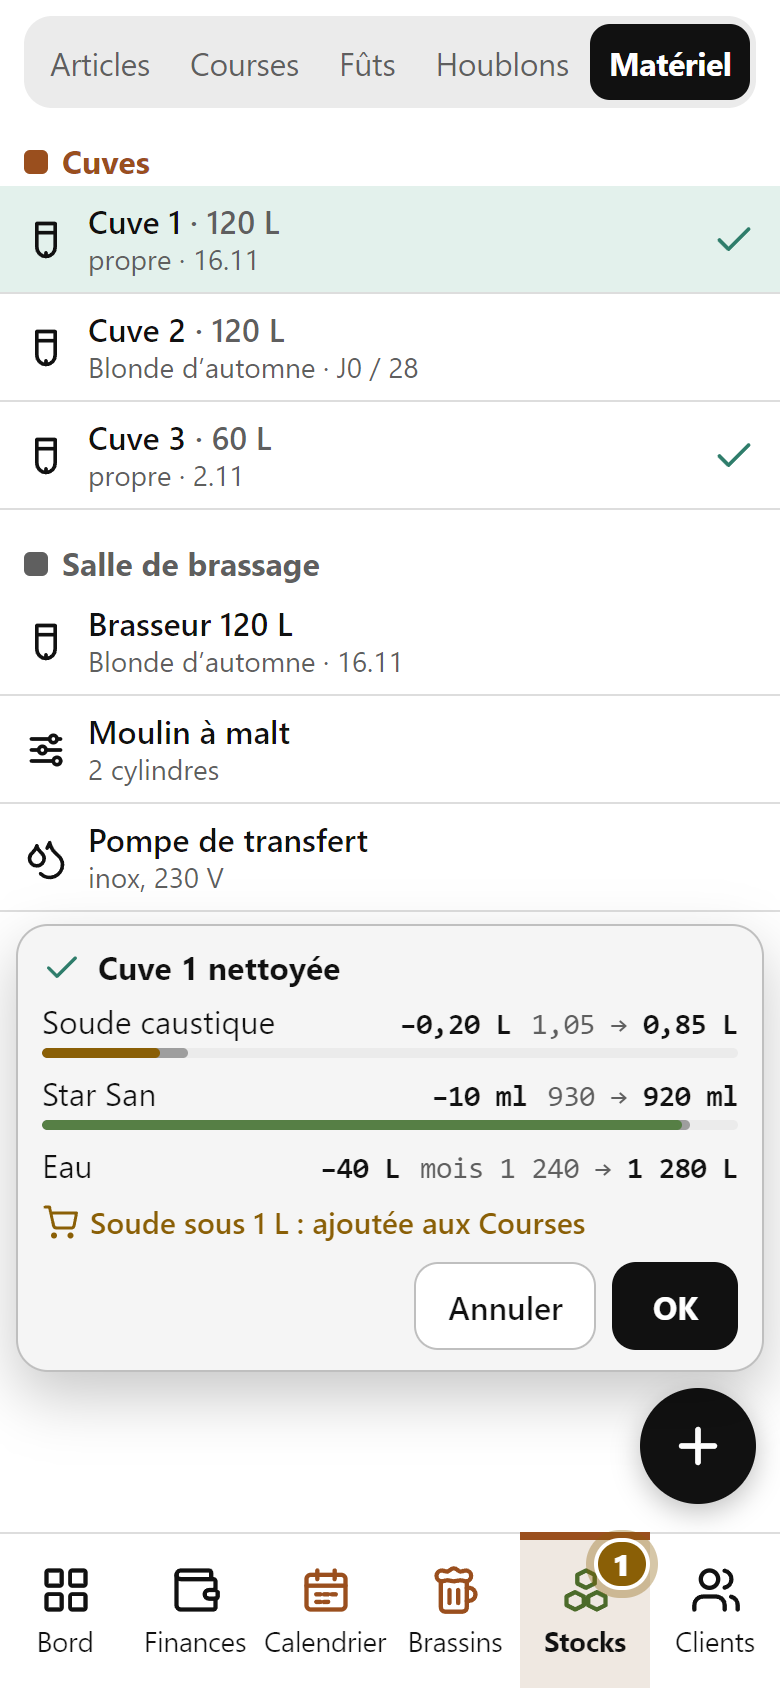 Articles Courses Fûts Houblons Matériel
Cuves
Cuve 1 · 120 L
propre · 16.11
Cuve 2 · 120 L
Blonde d’automne · J0 / 28
Cuve 3 · 60 L
propre · 2.11
Salle de brassage
Brasseur 120 L
Blonde d’automne · 16.11
Moulin à malt
2 cylindres
Pompe de transfert
inox, 230 V
Cuve 1 nettoyée
Soude caustique −0,20 L 1,05 → 0,85 L
Star San −10 ml 930 → 920 ml
Eau −40 L mois 1 240 → 1 280 L
Soude sous 1 L : ajoutée aux Courses
Annuler OK
1
Bord Finances Calendrier Brassins Stocks Clients